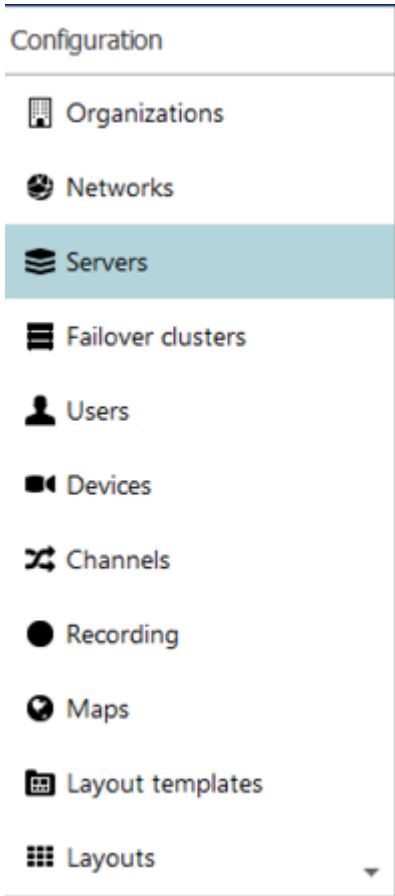 Configuration
Organizations
Networks
Servers
Failover clusters
Users
Devices
Channels
Recording
Maps
Layout templates
Layouts